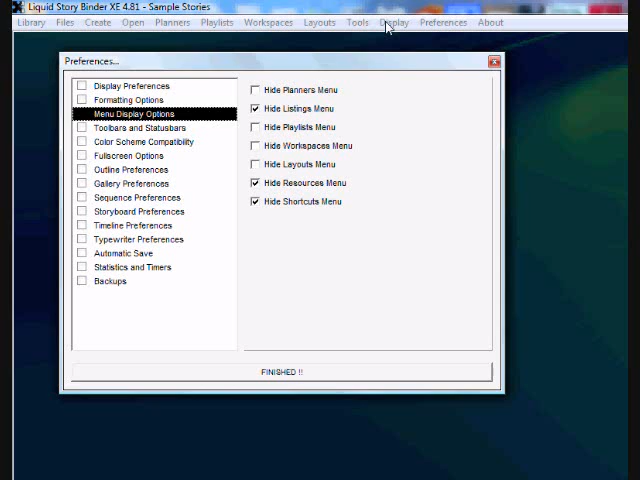 Liquid Story Binder XE 4.81 - Sample Stories
Library Files Create Open Planners Playlists Workspaces Layouts Tools Display Preferences About
Preferences...
Display Preferences
Formatting Options
Menu Display Options
Toolbars and Statusbars
Color Scheme Compatibility
Fullscreen Options
Outline Preferences
Gallery Preferences
Sequence Preferences
Storyboard Preferences
Timeline Preferences
Typewriter Preferences
Automatic Save
Statistics and Timers
Backups
Hide Planners Menu
Hide Listings Menu
Hide Playlists Menu
Hide Workspaces Menu
Hide Layouts Menu
Hide Resources Menu
Hide Shortcuts Menu
FINISHED !!